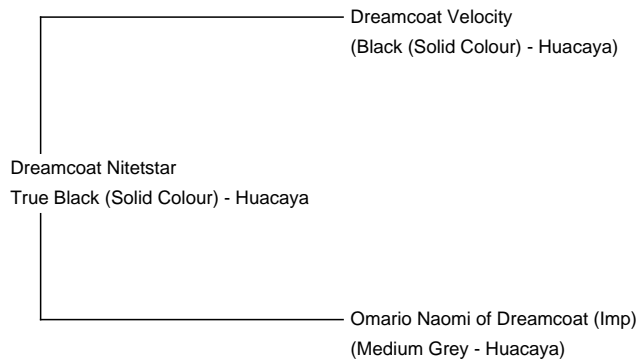 Dreamcoat Velocity
(Black (Solid Colour) - Huacaya)
Dreamcoat Nitetstar
True Black (Solid Colour) - Huacaya
Omario Naomi of Dreamcoat (Imp)
(Medium Grey - Huacaya)